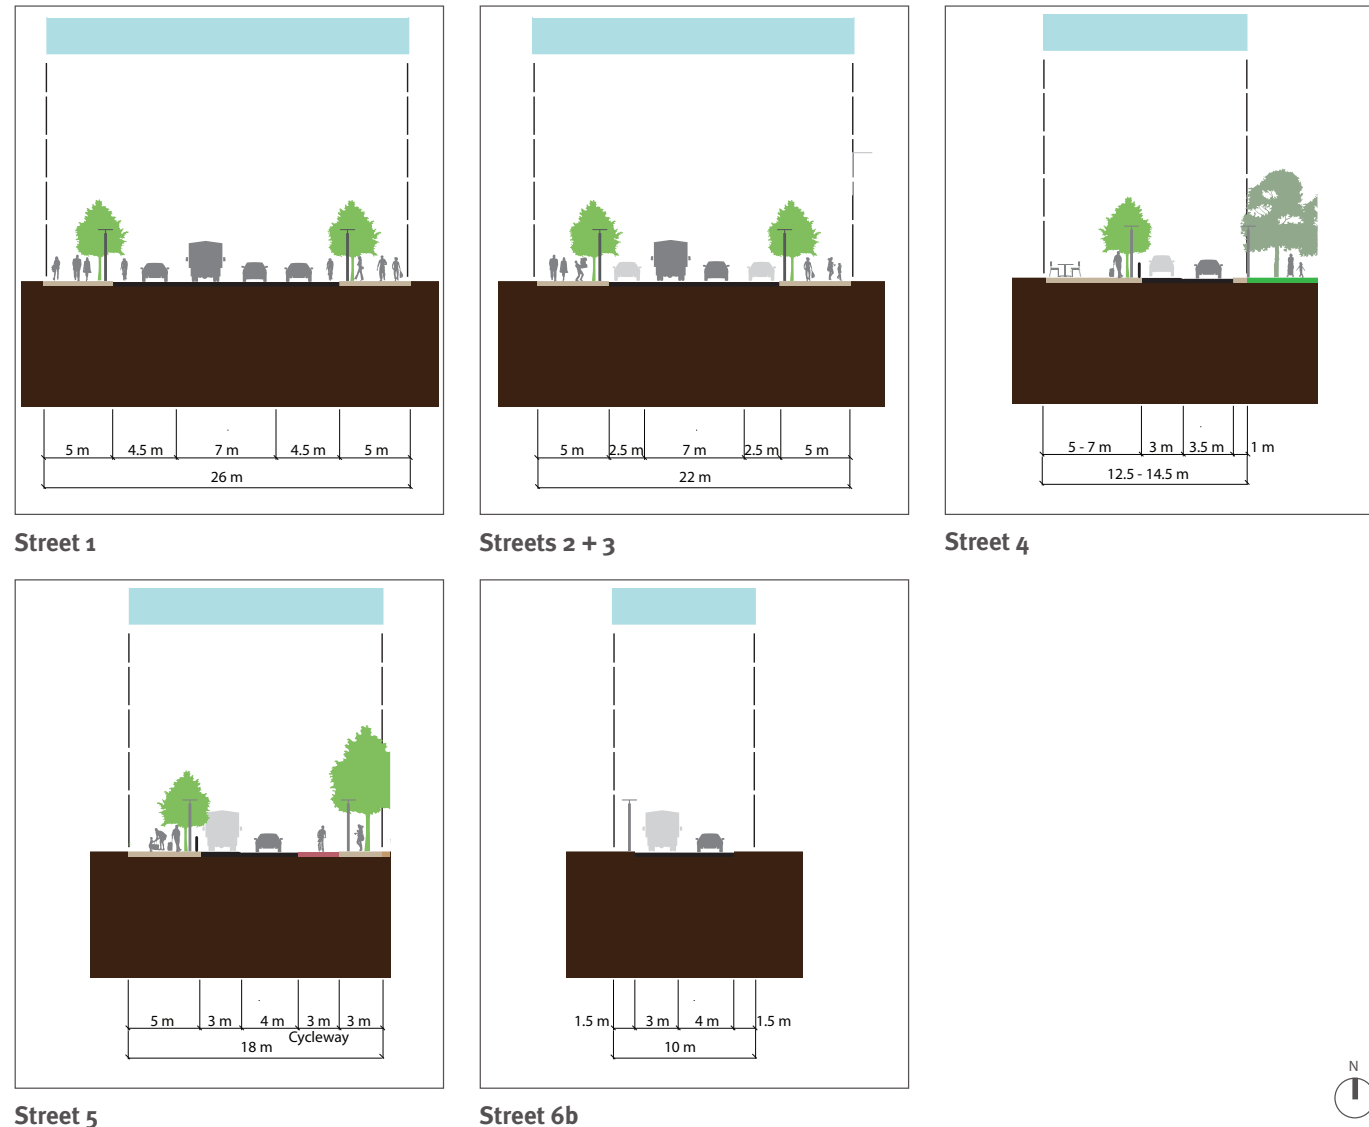 5 m 4.5 m 7 m 4.5 m 5 m
26 m
Street 1
5 m 2.5 m 7 m 2.5 m 5 m
22 m
Streets 2 + 3
5 - 7 m 3 m 3.5 m 1 m
12.5 - 14.5 m
Street 4
5 m 3 m 4 m 3 m 3 m
Cycleway
18 m
Street 5
1.5 m 3 m 4 m 1.5 m
10 m
Street 6b
N